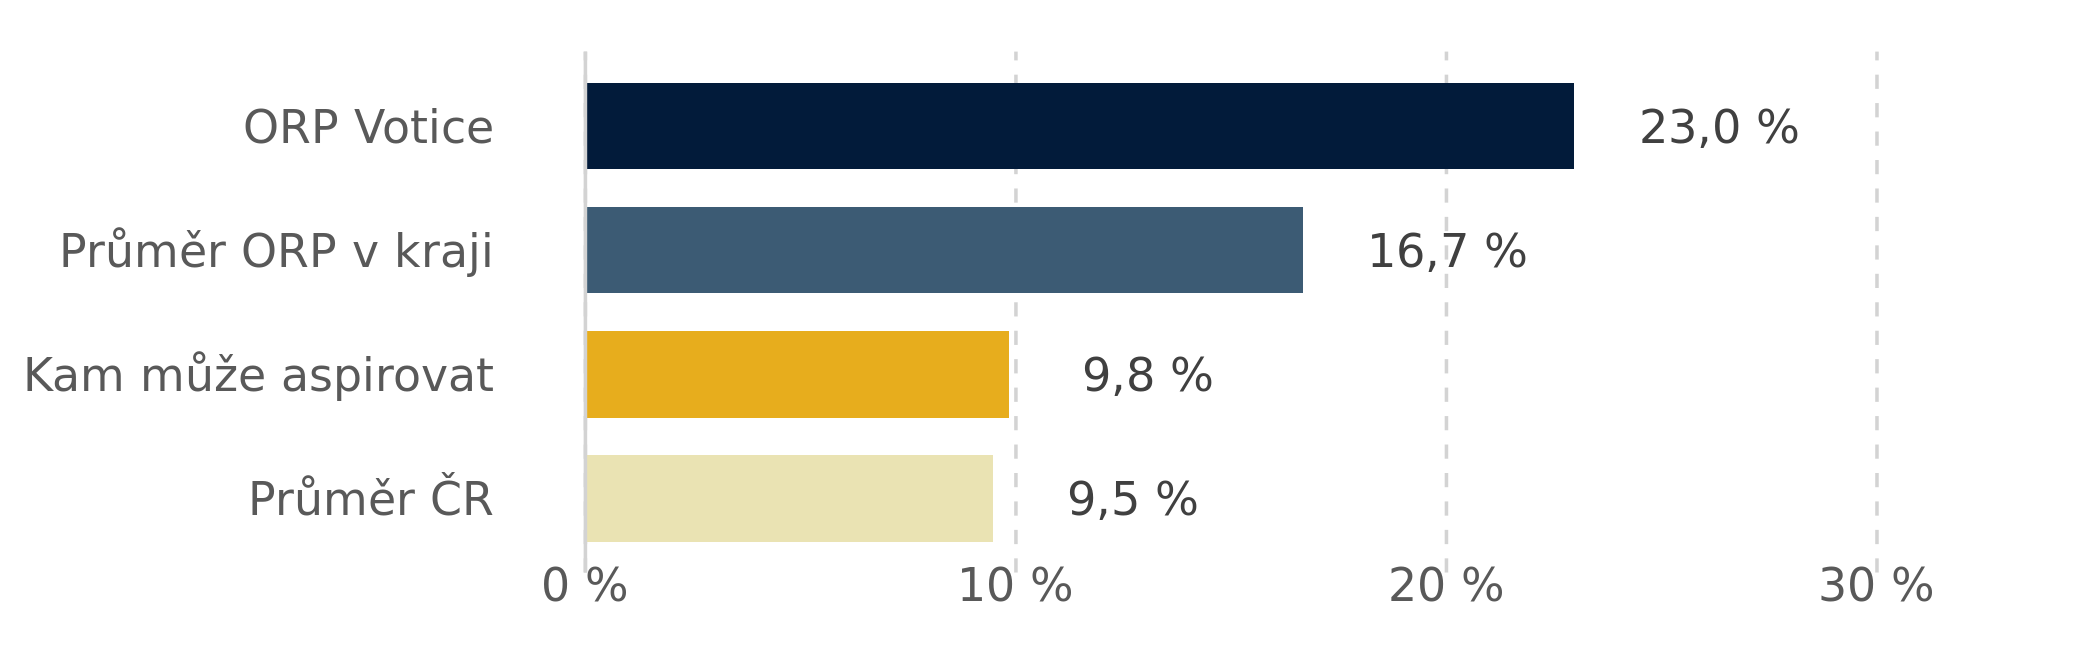 ORP Votice
23,0 %
Průměr ORP v kraji
16,7 %
Kam může aspirovat
9,8 %
Průměr ČR
9,5 %
0 %
10 %
20 %
30 %